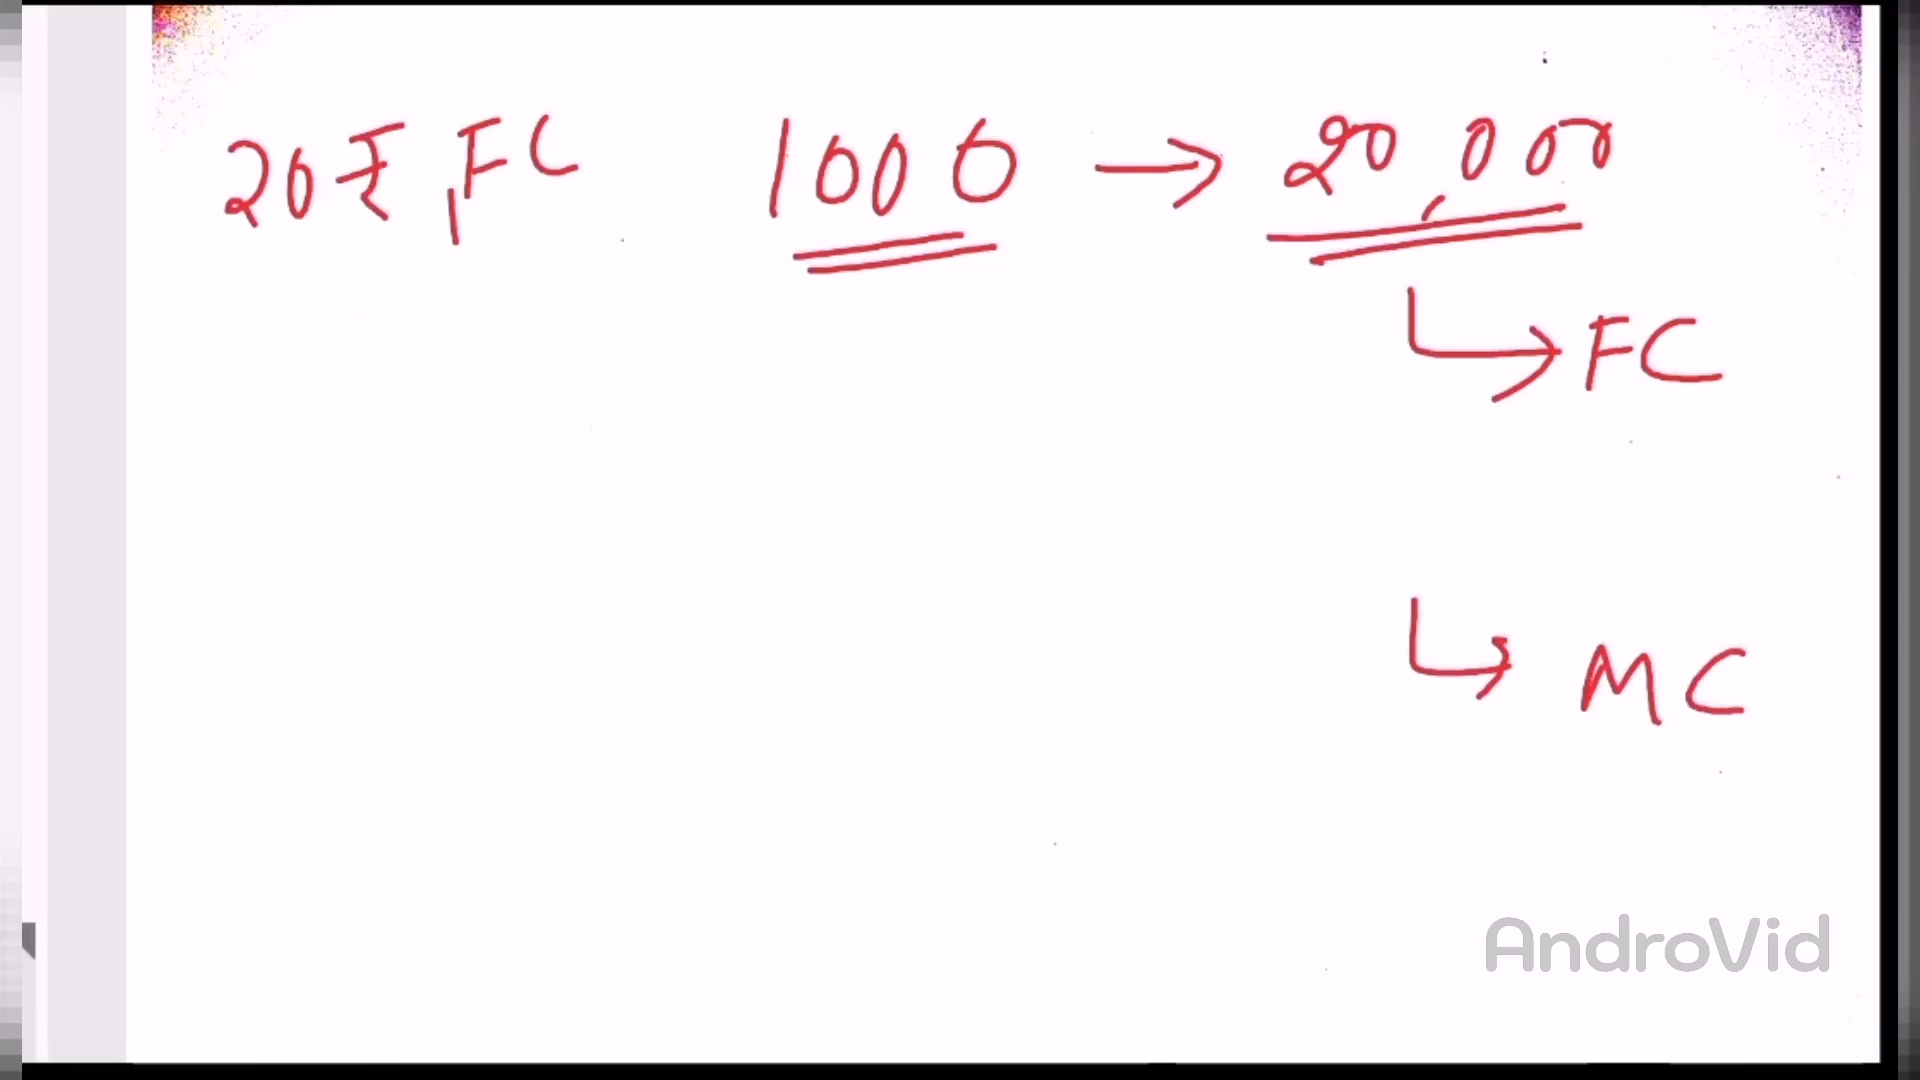 20 ₹, FC 1000 → 20,000
↳ FC
↳ MC
AndroVid